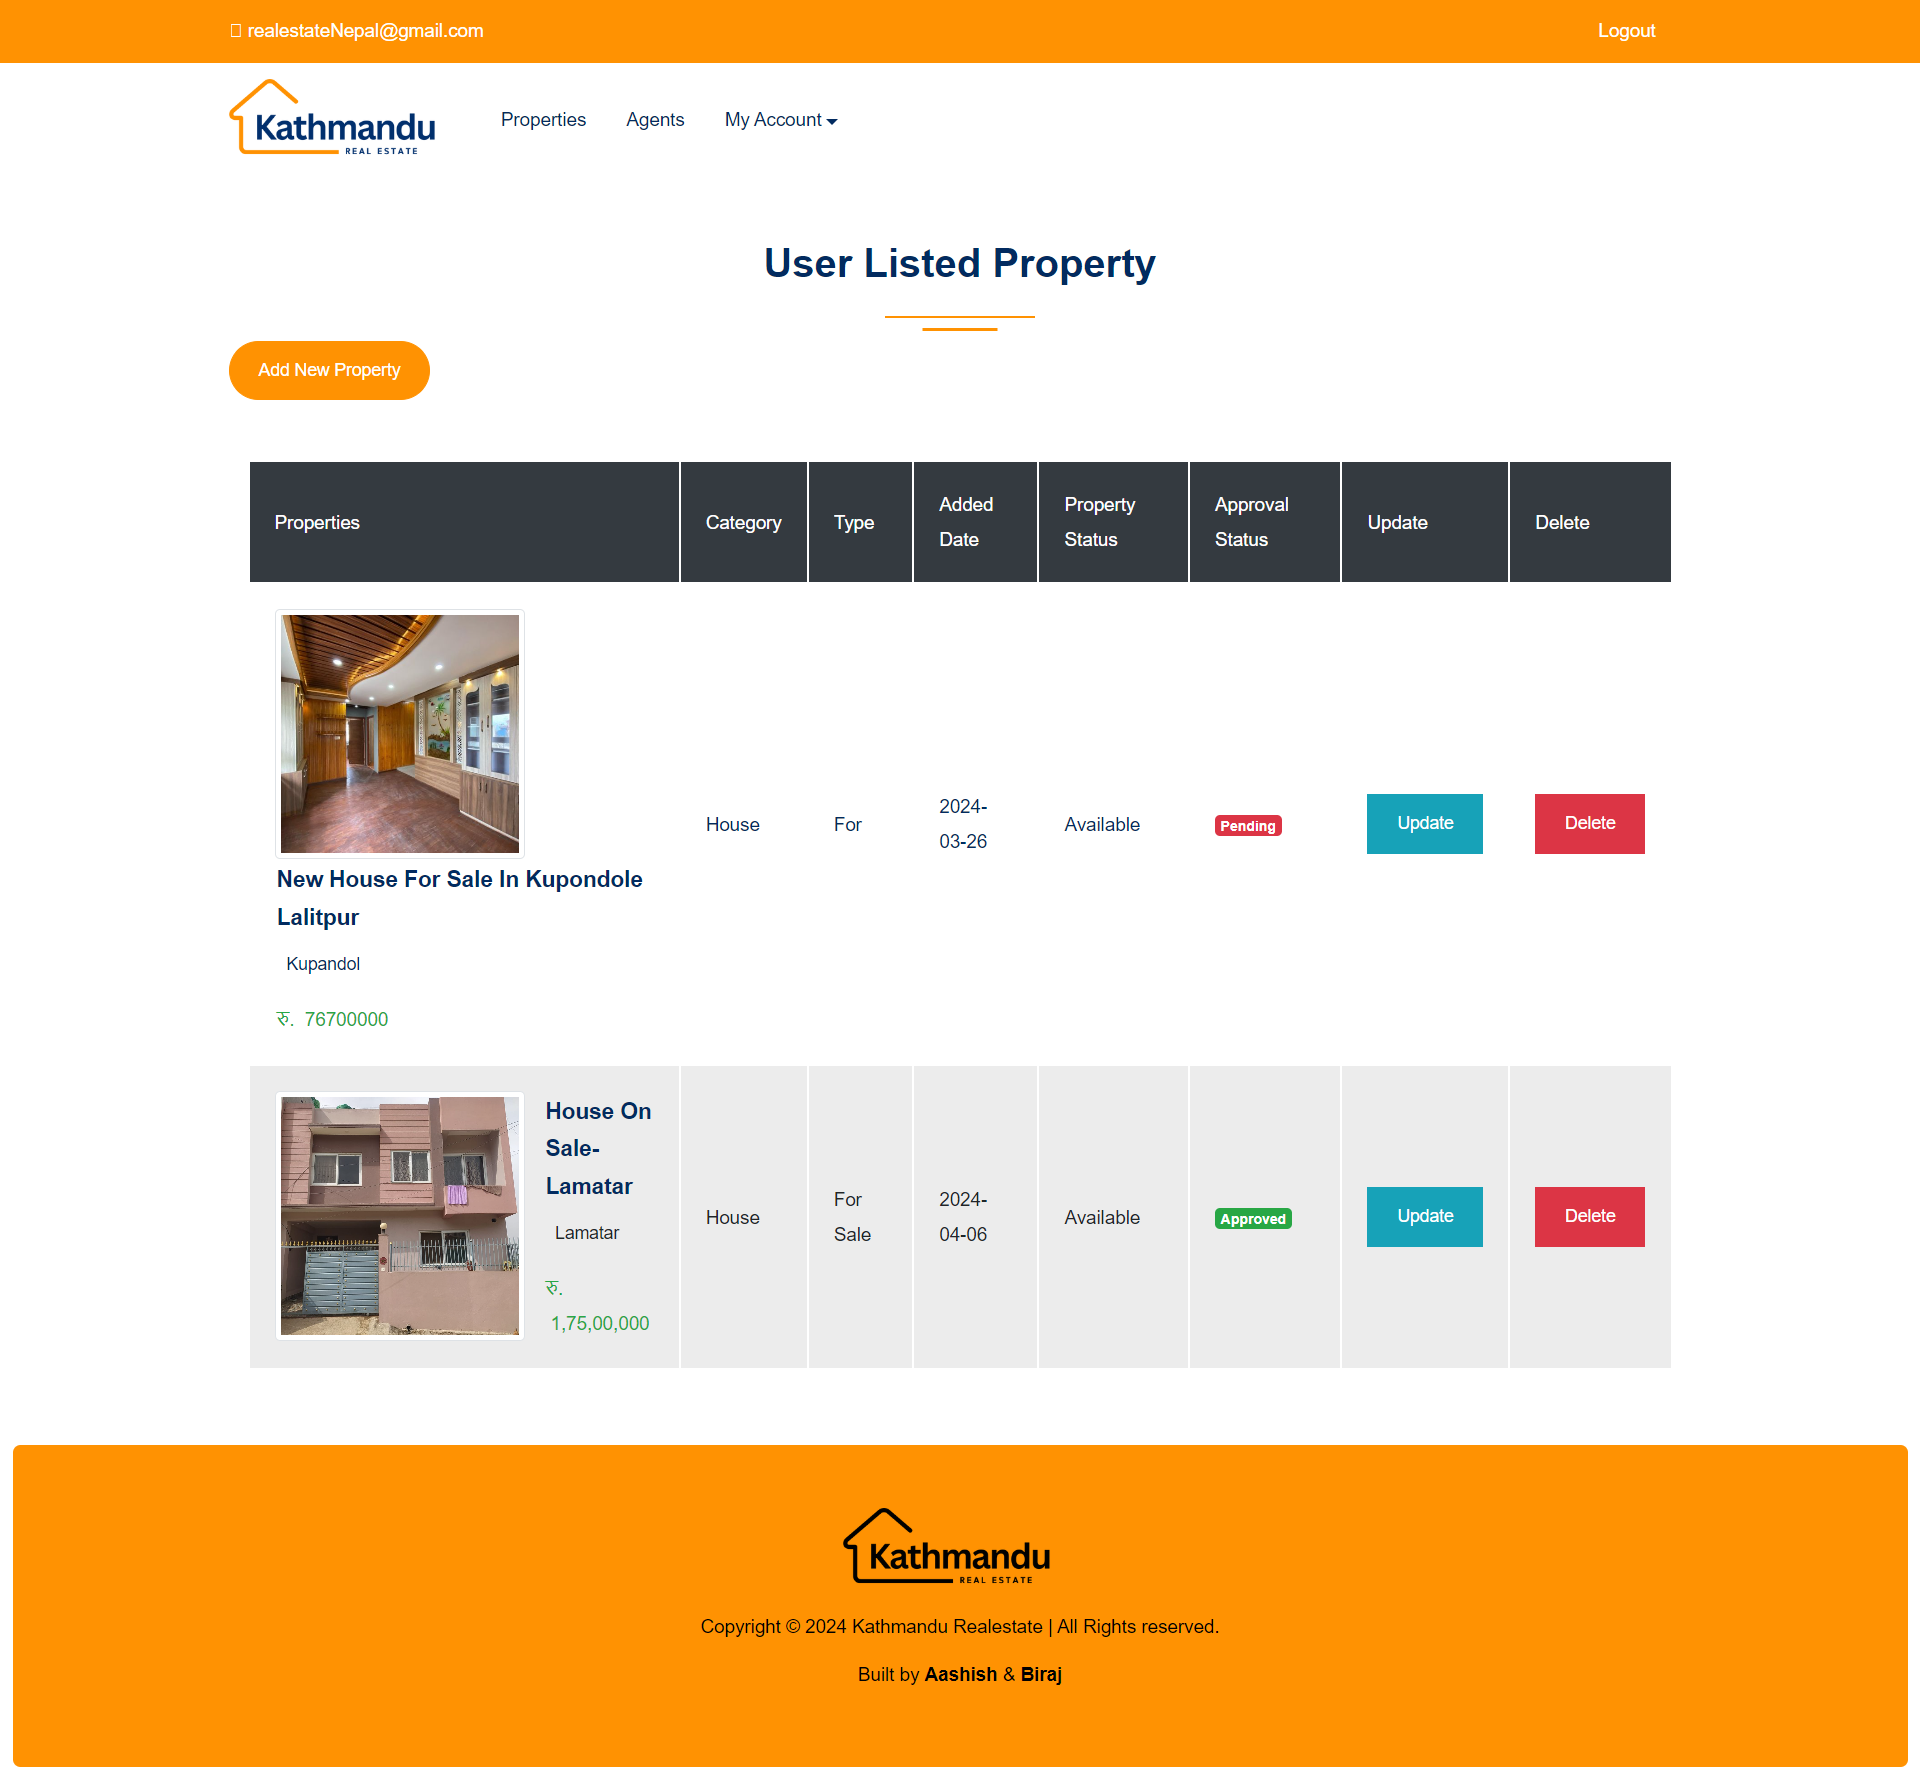 realestateNepal@gmail.com
Logout
Kathmandu
REAL ESTATE
Properties
Agents
My Account
User Listed Property
Add New Property
Properties
Category
Type
Added
Date
Property
Status
Approval
Status
Update
Delete
New House For Sale In Kupondole
Lalitpur
Kupandol
रु. 76700000
House
For
2024-
03-26
Available
Pending
Update
Delete
House On
Sale-
Lamatar
Lamatar
रु.
1,75,00,000
House
For
Sale
2024-
04-06
Available
Approved
Update
Delete
Kathmandu
REAL ESTATE
Copyright © 2024 Kathmandu Realestate | All Rights reserved.
Built by Aashish & Biraj